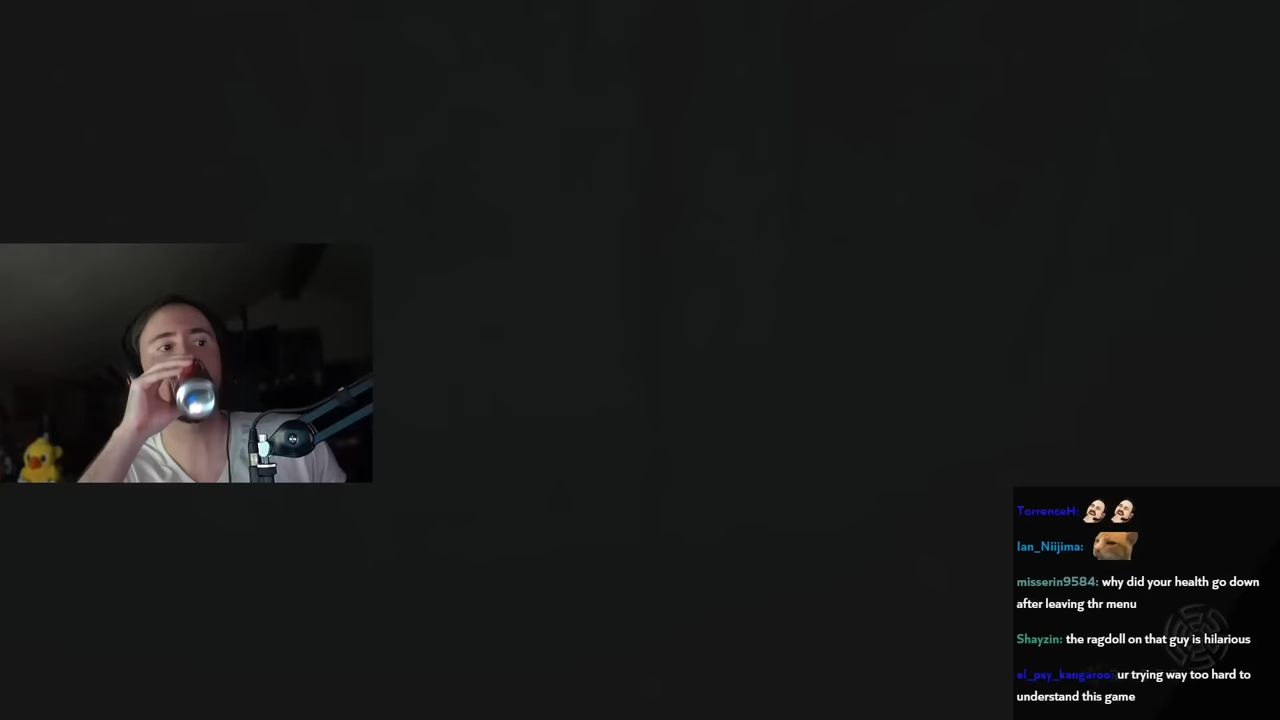 TorrenceH:
Ian_Niijima:
misserin9584: why did your health go down
after leaving thr menu
Shayzin: the ragdoll on that guy is hilarious
el_psy_kangaroo: ur trying way too hard to
understand this game